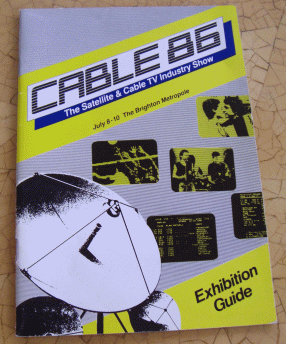 CABLE 86
The Satellite & Cable TV Industry Show
July 8-10 The Brighton Metropole
Exhibition
Guide